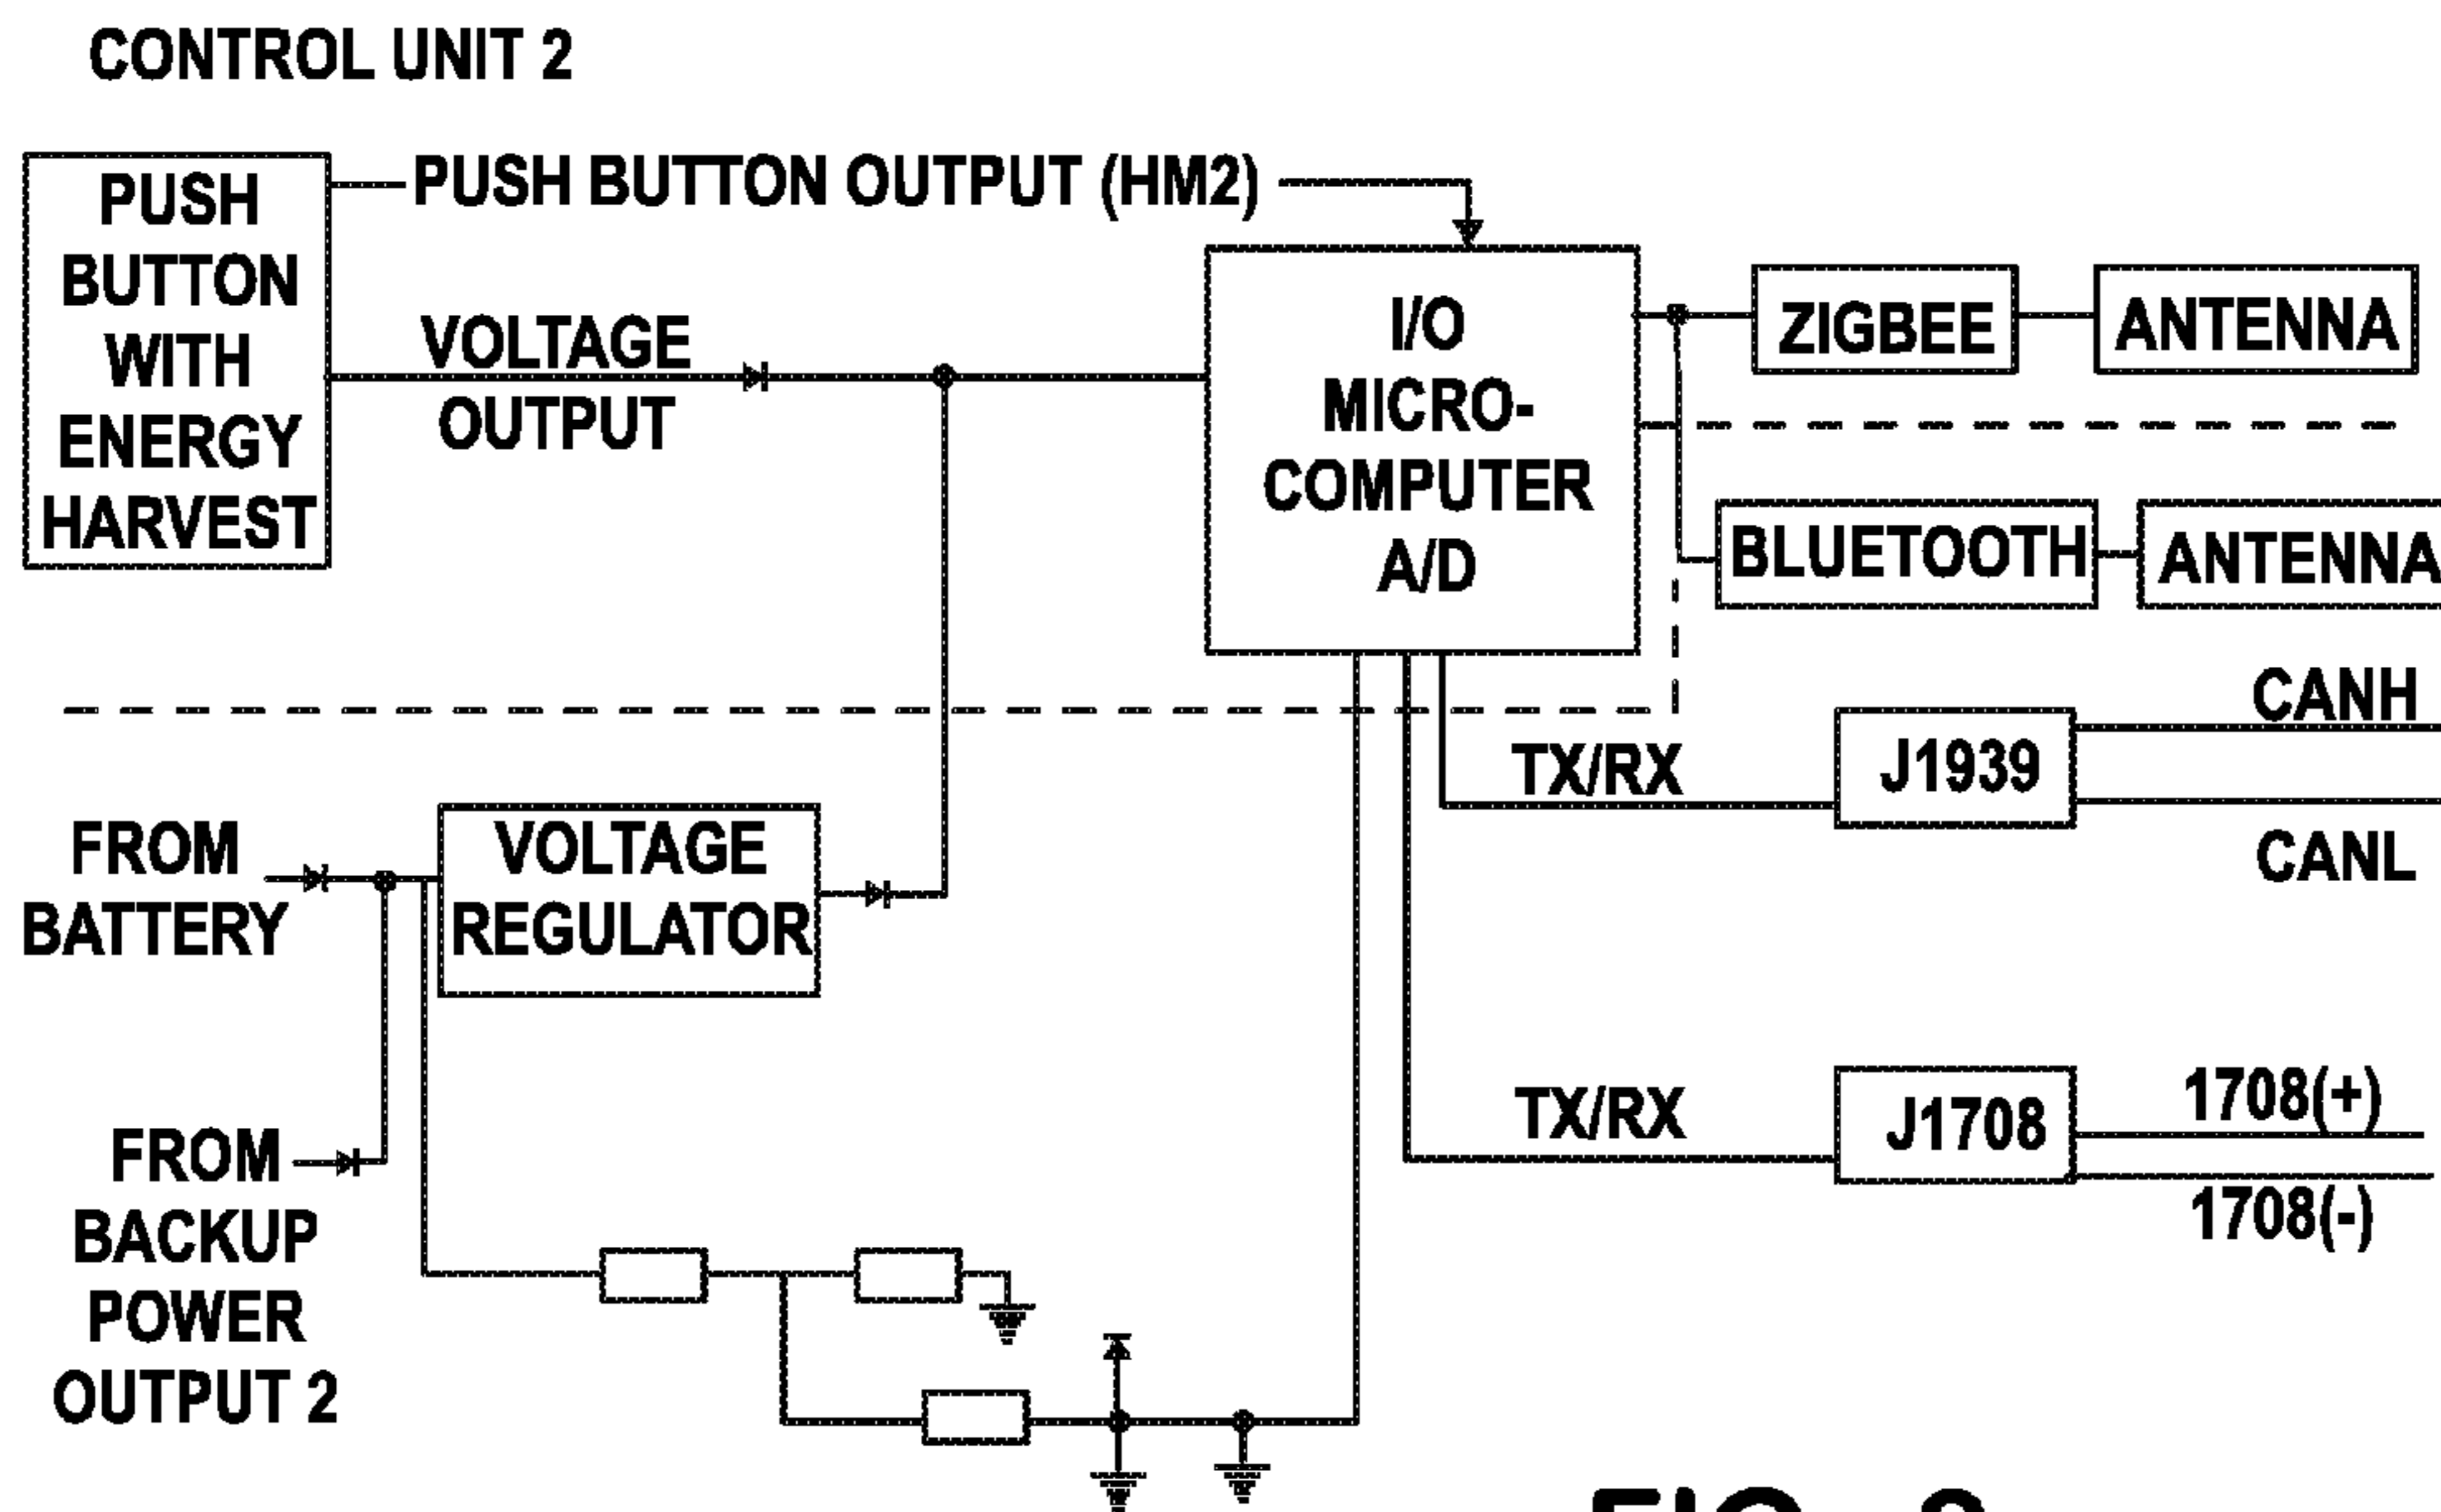 CONTROL UNIT 2
PUSH
BUTTON
WITH
ENERGY
HARVEST
PUSH BUTTON OUTPUT (HM2)
VOLTAGE
OUTPUT
I/O
MICRO-
COMPUTER
A/D
ZIGBEE
ANTENNA
BLUETOOTH
ANTENNA
CANH
TX/RX
J1939
CANL
FROM
BATTERY
VOLTAGE
REGULATOR
TX/RX
J1708
1708(+)
1708(-)
FROM
BACKUP
POWER
OUTPUT 2